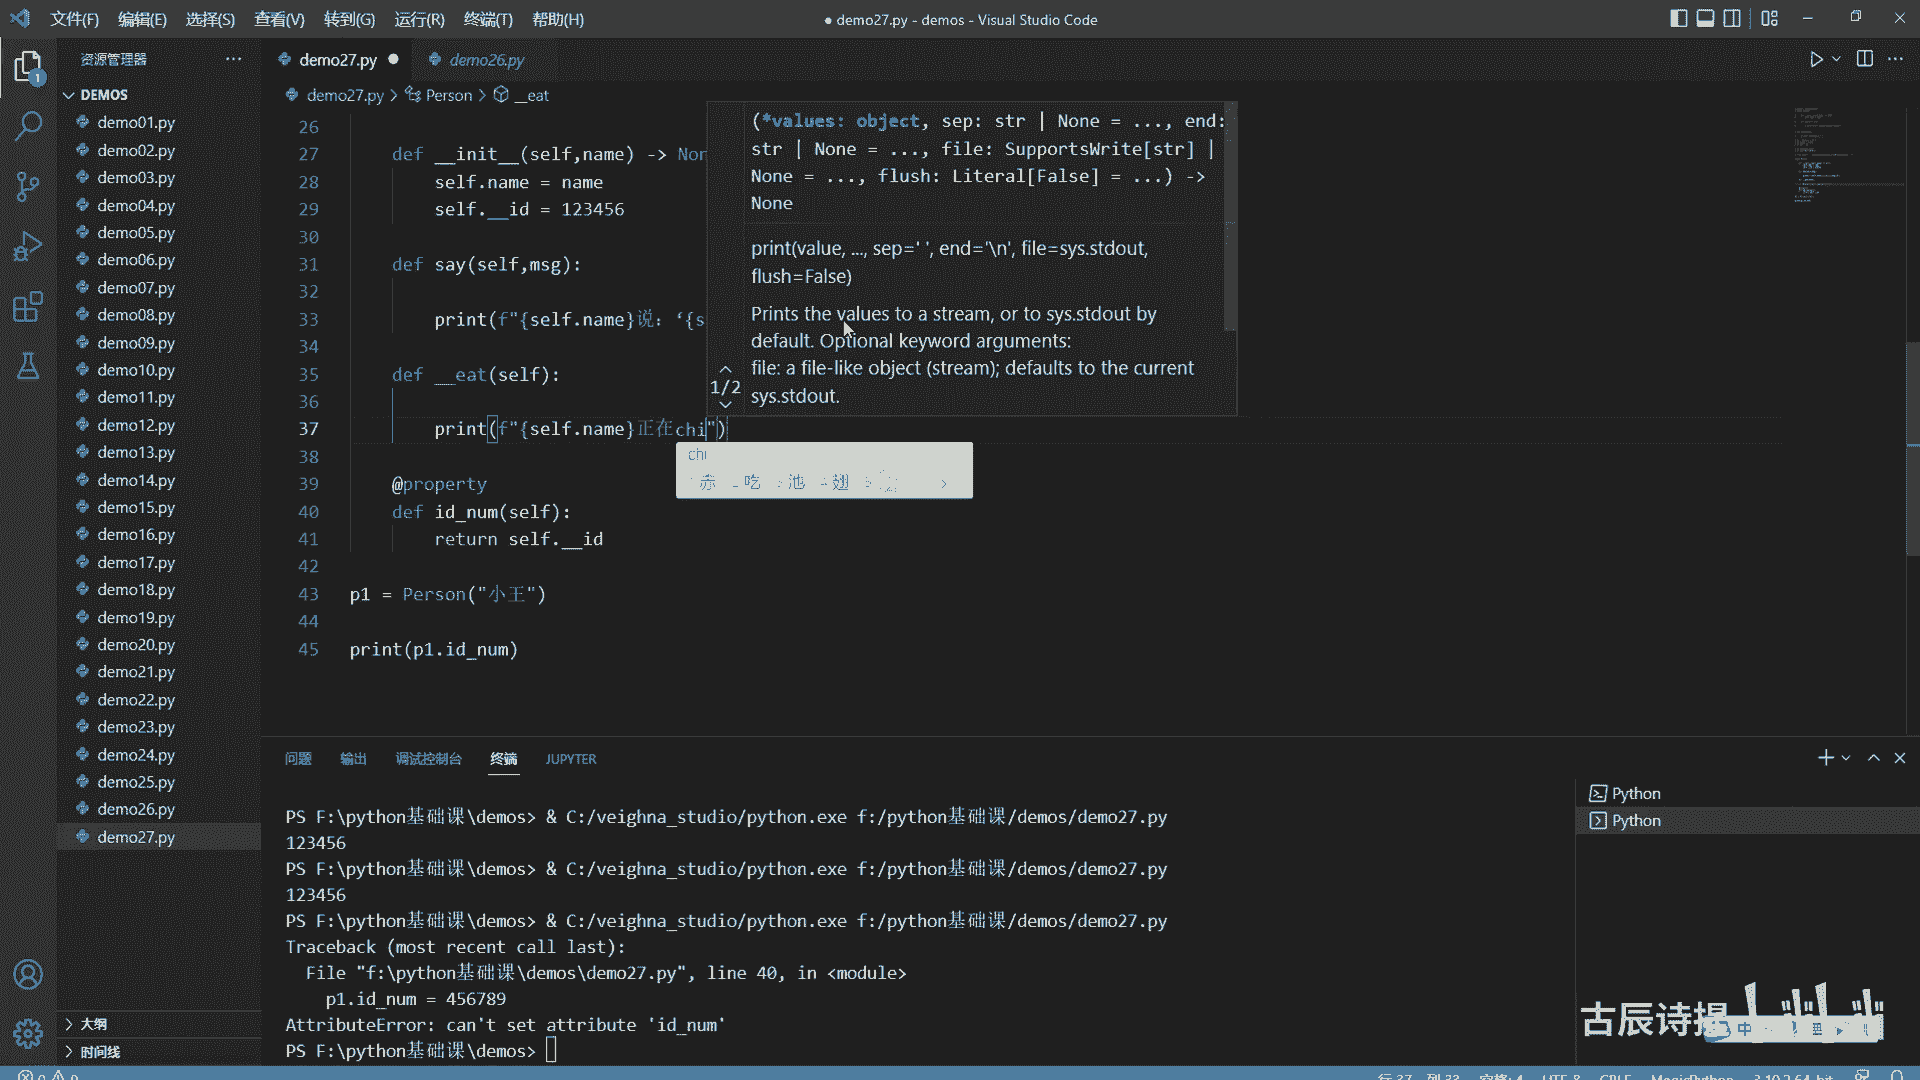 文件(F) 编辑(E) 选择(S) 查看(V) 转到(G) 运行(R) 终端(T) 帮助(H)
● demo27.py - demos - Visual Studio Code
资源管理器
demo27.py ●
demo26.py
DEMOS
demo27.py > Person > __eat
demo01.py
demo02.py
demo03.py
demo04.py
demo05.py
demo06.py
demo07.py
demo08.py
demo09.py
demo10.py
demo11.py
demo12.py
demo13.py
demo14.py
demo15.py
demo16.py
demo17.py
demo18.py
demo19.py
demo20.py
demo21.py
demo22.py
demo23.py
demo24.py
demo25.py
demo26.py
demo27.py
大纲
时间线
26
27 def __init__(self,name) -> Non
28 self.name = name
29 self.__id = 123456
30
31 def say(self,msg):
32
33 print(f"{self.name}说:‘{s
34
35 def __eat(self):
36
37 print(f"{self.name}正在chi")
38
39 @property
40 def id_num(self):
41 return self.__id
42
43 p1 = Person("小王")
44
45 print(p1.id_num)
(*values: object, sep: str | None = ..., end:
str | None = ..., file: SupportsWrite[str] |
None = ..., flush: Literal[False] = ...) ->
None
print(value, ..., sep=' ', end='\n', file=sys.stdout,
flush=False)
Prints the values to a stream, or to sys.stdout by
default. Optional keyword arguments:
file: a file-like object (stream); defaults to the current
sys.stdout.
1/2
chi
赤 吃 池 翅
问题 输出 调试控制台 终端 JUPYTER
PS F:\python基础课\demos> & C:/veighna_studio/python.exe f:/python基础课/demos/demo27.py
123456
PS F:\python基础课\demos> & C:/veighna_studio/python.exe f:/python基础课/demos/demo27.py
123456
PS F:\python基础课\demos> & C:/veighna_studio/python.exe f:/python基础课/demos/demo27.py
Traceback (most recent call last):
File "f:\python基础课\demos\demo27.py", line 40, in <module>
p1.id_num = 456789
AttributeError: can't set attribute 'id_num'
PS F:\python基础课\demos>
Python
Python
古辰诗提
中